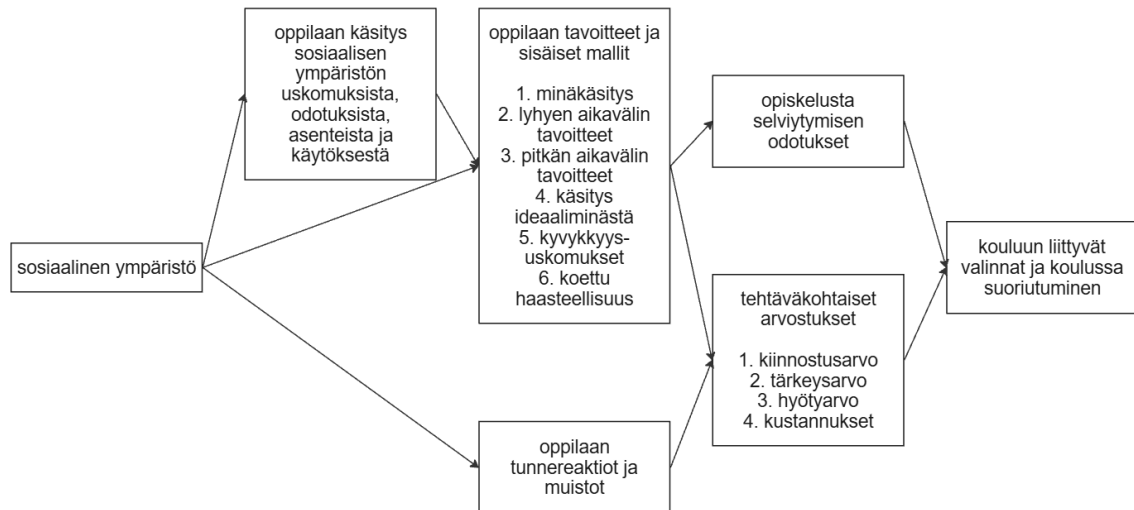 sosiaalinen ympäristö
oppilaan käsitys
sosiaalisen
ympäristön
uskomuksista,
odotuksista,
asenteista ja
käytöksestä
oppilaan tavoitteet ja
sisäiset mallit
1. minäkäsitys
2. lyhyen aikavälin
tavoitteet
3. pitkän aikavälin
tavoitteet
4. käsitys
ideaaliminästä
5. kyvykkyys-
uskomukset
6. koettu
haasteellisuus
oppilaan
tunnereaktiot ja
muistot
opiskelusta
selviytymisen
odotukset
tehtäväkohtaiset
arvostukset
1. kiinnostusarvo
2. tärkeysarvo
3. hyötyarvo
4. kustannukset
kouluun liittyvät
valinnat ja koulussa
suoriutuminen